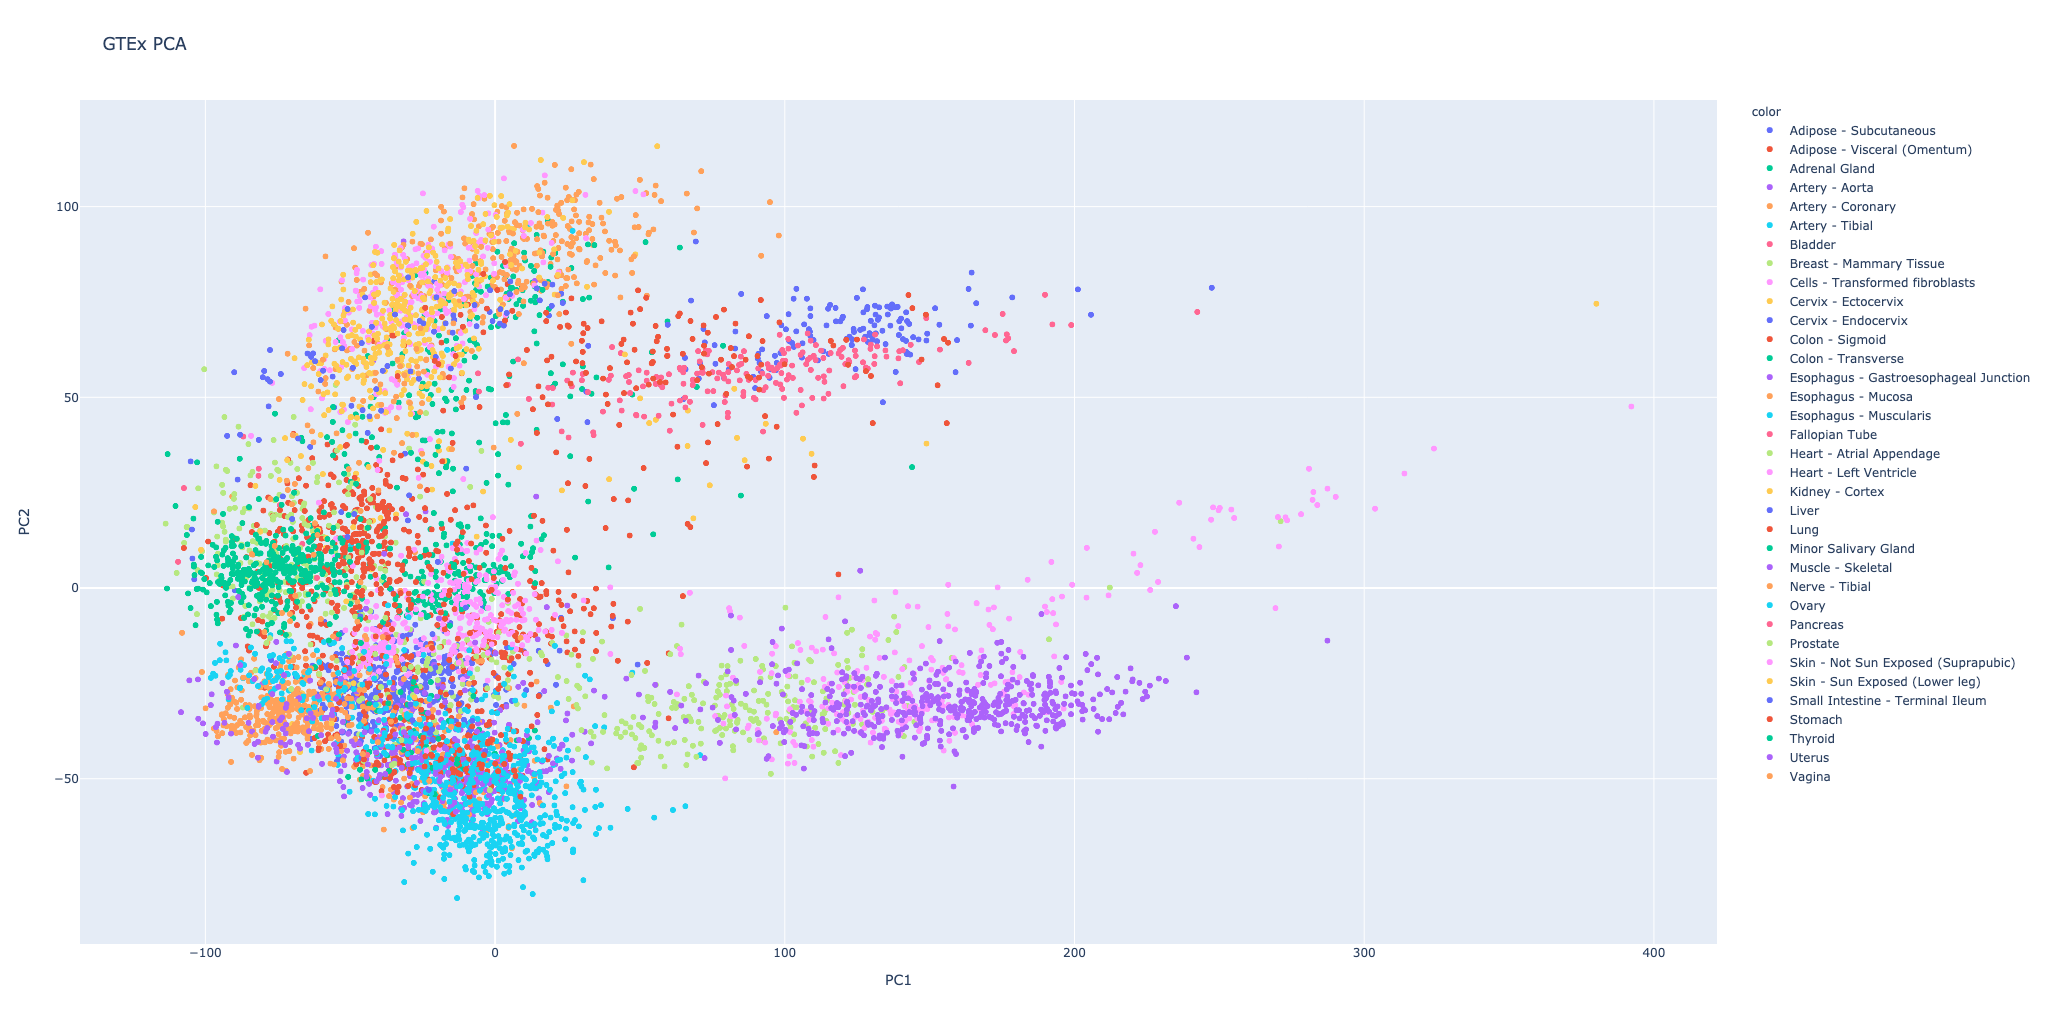 GTEx PCA
PC2
100
50
0
−50
−100
0
100
200
300
400
PC1
color
Adipose - Subcutaneous
Adipose - Visceral (Omentum)
Adrenal Gland
Artery - Aorta
Artery - Coronary
Artery - Tibial
Bladder
Breast - Mammary Tissue
Cells - Transformed fibroblasts
Cervix - Ectocervix
Cervix - Endocervix
Colon - Sigmoid
Colon - Transverse
Esophagus - Gastroesophageal Junction
Esophagus - Mucosa
Esophagus - Muscularis
Fallopian Tube
Heart - Atrial Appendage
Heart - Left Ventricle
Kidney - Cortex
Liver
Lung
Minor Salivary Gland
Muscle - Skeletal
Nerve - Tibial
Ovary
Pancreas
Prostate
Skin - Not Sun Exposed (Suprapubic)
Skin - Sun Exposed (Lower leg)
Small Intestine - Terminal Ileum
Stomach
Thyroid
Uterus
Vagina